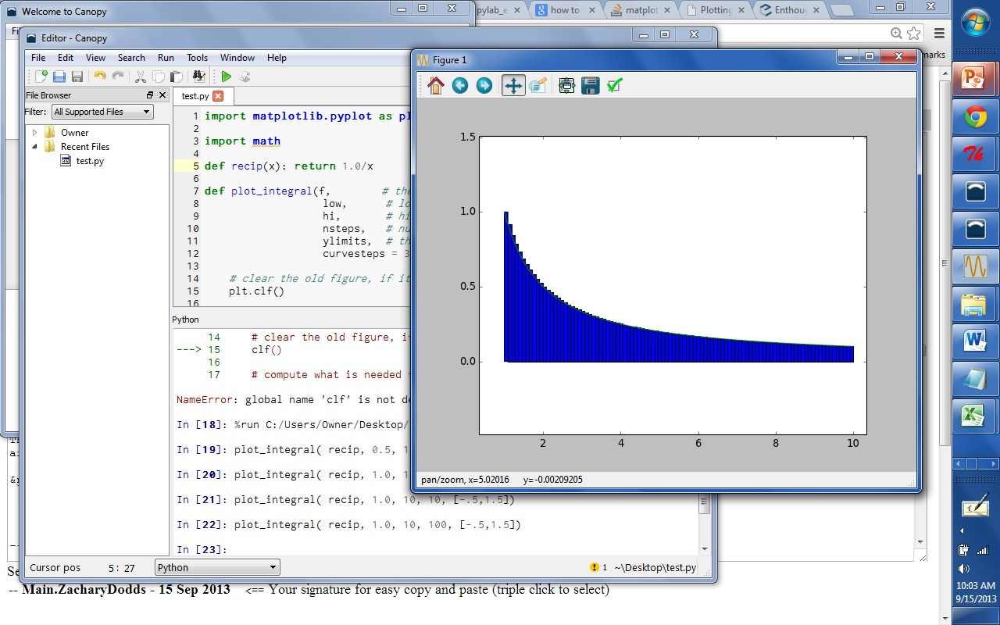 Welcome to Canopy
pylab_e
how to
matplot
Plotting
Enthoug
marks
Editor - Canopy
File Edit View Search Run Tools Window Help
File Browser
Filter: All Supported Files
Owner
Recent Files
test.py
test.py
1 import matplotlib.pyplot as pl
2
3 import math
4
5 def recip(x): return 1.0/x
6
7 def plot_integral(f, # the
8 low, # lo
9 hi, # hi
10 nsteps, # nu
11 ylimits, # th
12 curvesteps = 3
13
14 # clear the old figure, if it
15 plt.clf()
16
Python
14 # clear the old figure, i
---> 15 clf()
16
17 # compute what is needed
NameError: global name 'clf' is not de
In [18]: %run C:/Users/Owner/Desktop/
In [19]: plot_integral( recip, 0.5, 1
In [20]: plot_integral( recip, 1.0, 1
In [21]: plot_integral( recip, 1.0, 10, 10, [-.5,1.5])
In [22]: plot_integral( recip, 1.0, 10, 100, [-.5,1.5])
In [23]:
Cursor pos 5: 27 Python 1 ~\Desktop\test.py
Figure 1
1.5
1.0
0.5
0.0
2 4 6 8 10
pan/zoom, x=5.02016 y=-0.00209205
-- Main.ZacharyDodds - 15 Sep 2013 <== Your signature for easy copy and paste (triple click to select)
10:03 AM
9/15/2013